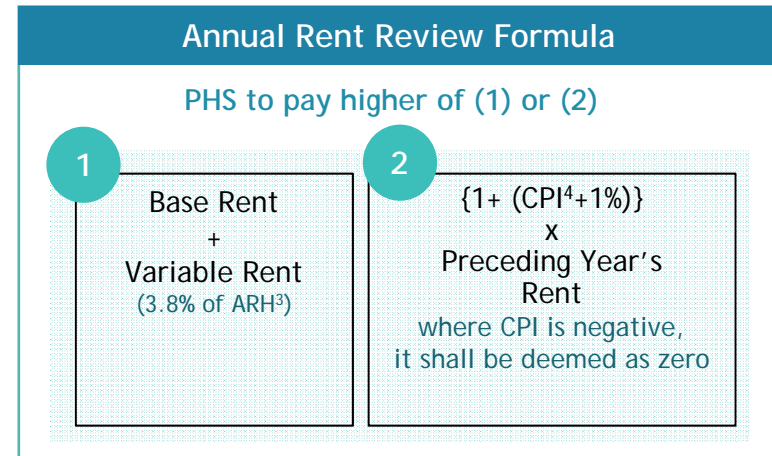 Annual Rent Review Formula
PHS to pay higher of (1) or (2)
1
Base Rent
+
Variable Rent
(3.8% of ARH³)
2
{1+ (CPI⁴+1%)}
x
Preceding Year's
Rent
where CPI is negative,
it shall be deemed as zero